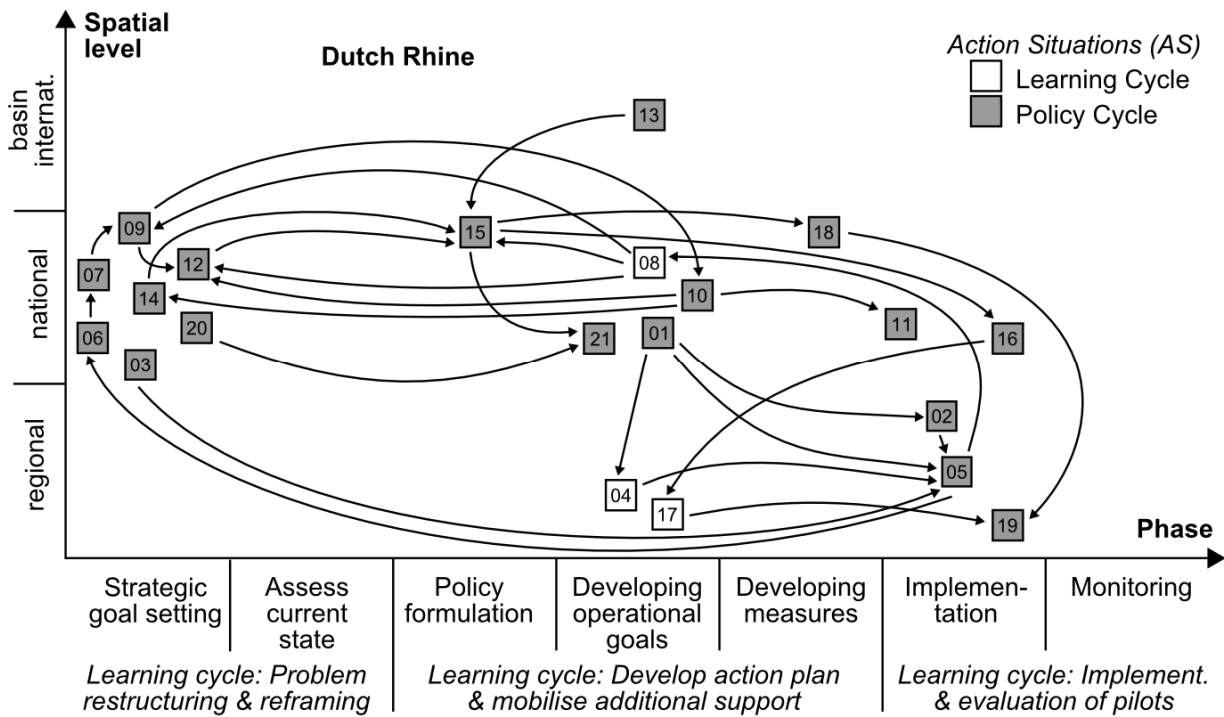 Spatial
level
Dutch Rhine
Action Situations (AS)
Learning Cycle
Policy Cycle
basin
internat.
national
regional
13
09
15
18
12
08
07
14
10
20
11
06
21
01
16
03
02
05
04
17
19
Phase
Strategic
goal setting
Assess
current
state
Policy
formulation
Developing
operational
goals
Developing
measures
Implemen-
tation
Monitoring
Learning cycle: Problem
restructuring & reframing
Learning cycle: Develop action plan
& mobilise additional support
Learning cycle: Implement.
& evaluation of pilots